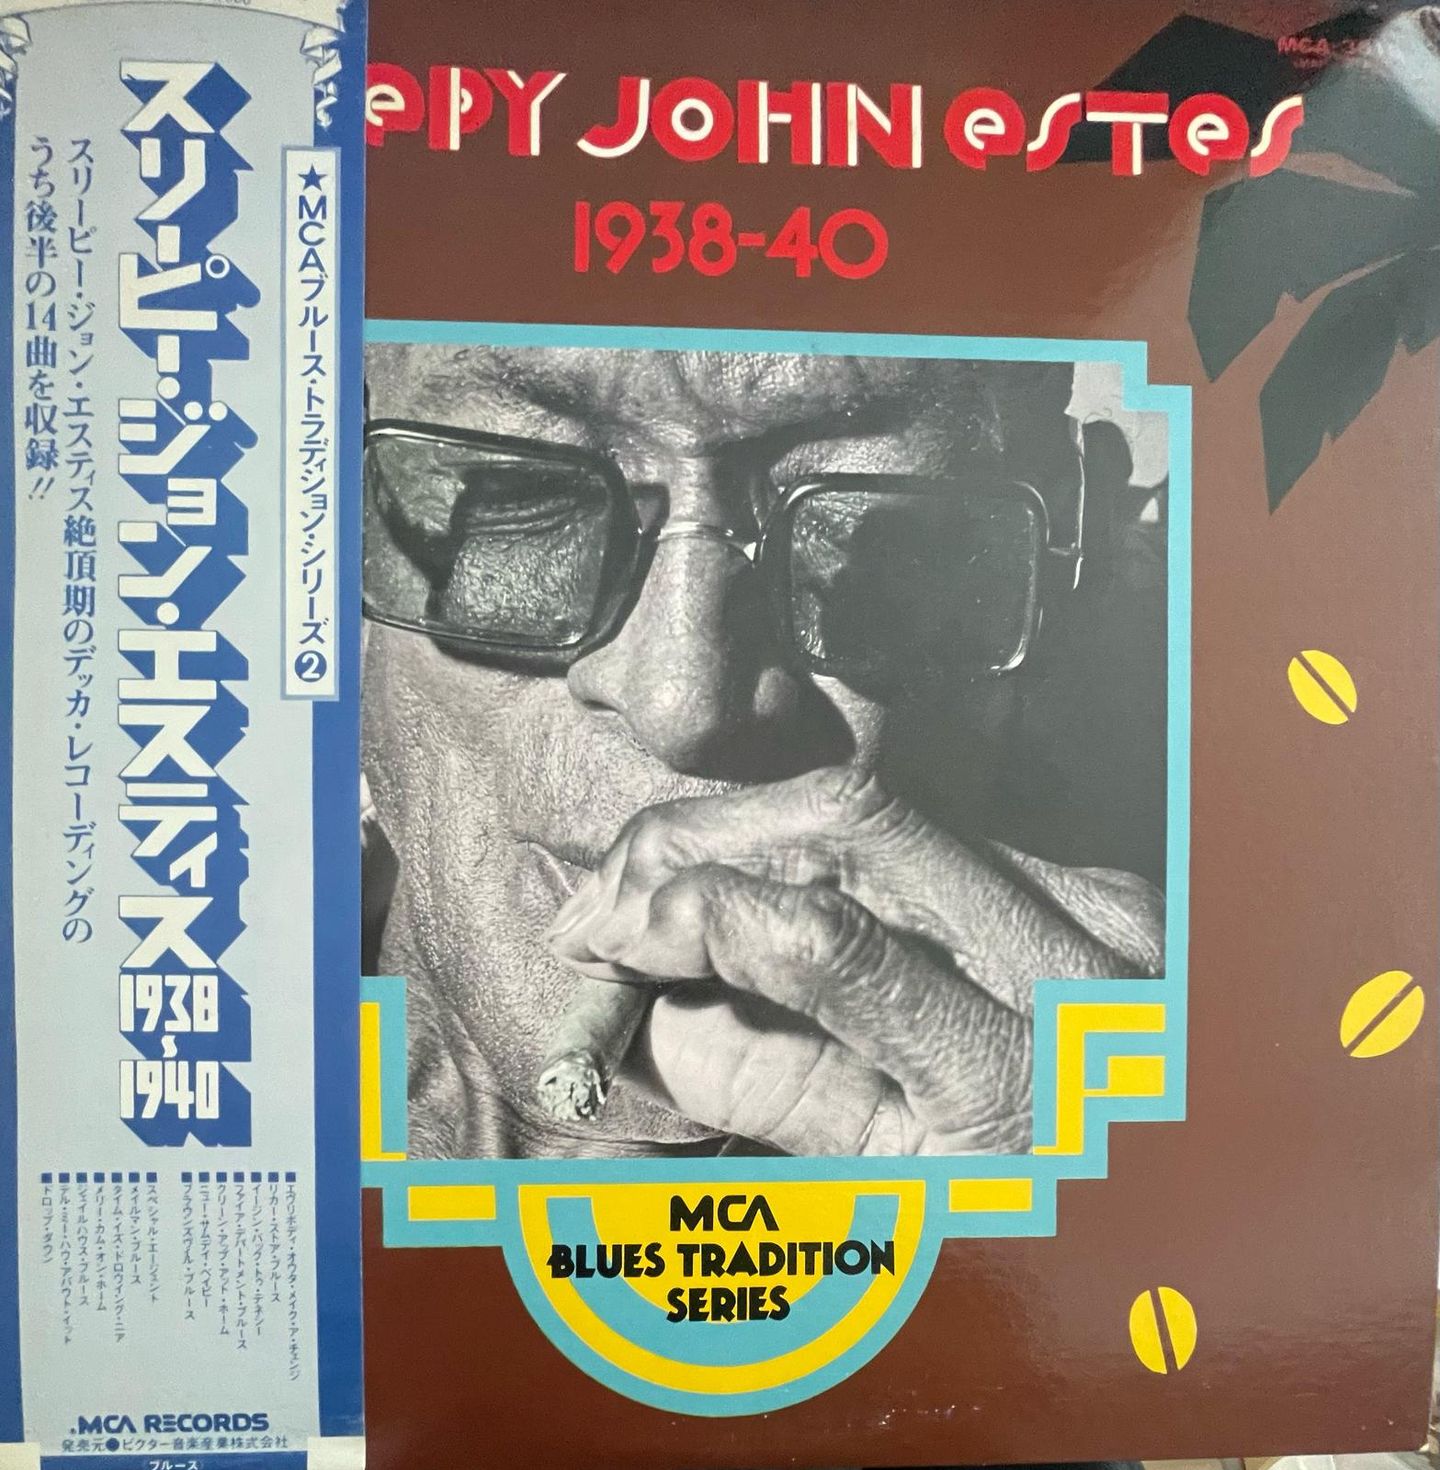 ★MCAブルース・トラディション・シリーズ❷
スリーピー・ジョン・エスティス
1938~1940
スリーピー・ジョン・エスティス絶頂期のデッカ・レコーディングの
うち後半の14曲を収録!!
■エヴリボディ・オウタ・メイク・ア・チェンジ
■リカー・ストア・ブルース
■イージン・バック・トゥ・テネシー
■ファイア・デパートメント・ブルース
■クリーン・アップ・アット・ホーム
■ニュー・サムデイ・ベイビー
■ブラウンズヴィル・ブルース
■スペシャル・エージェント
■メイルマン・ブルース
■タイム・イズ・ドロウイング・ニア
■メリー・カム・オン・ホーム
■ジェイルハウス・ブルース
■テル・ミー・ハウ・アバウト・イット
■ドロップ・ダウン
MCA RECORDS
発売元●ビクター音楽産業株式会社
ブルース
EPY JOHN ESTES
1938-40
MCA
BLUES TRADITION
SERIES